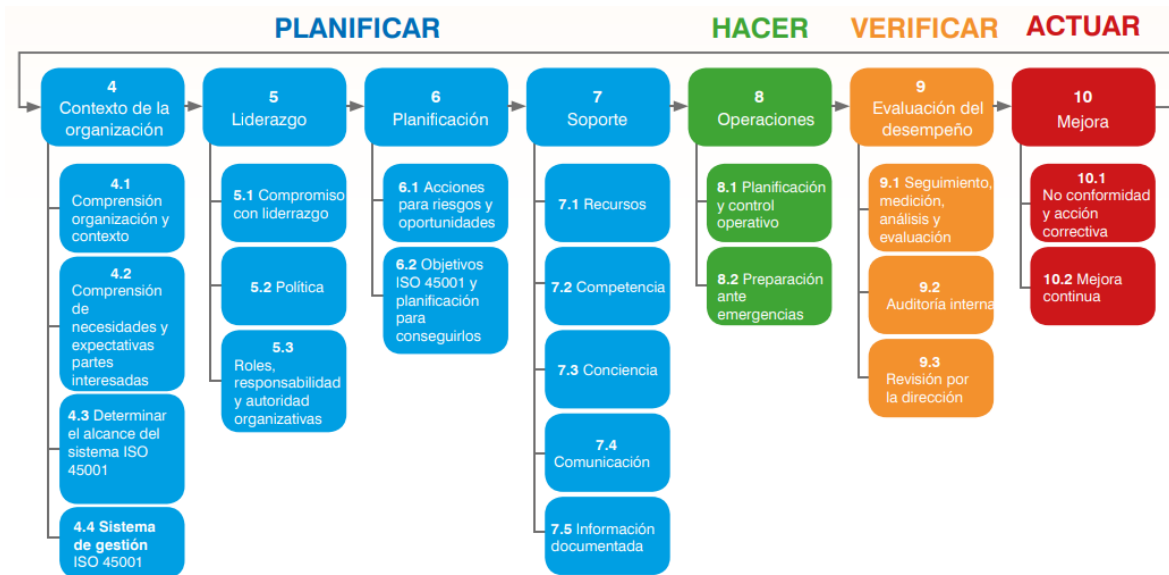 PLANIFICAR
HACER
VERIFICAR
ACTUAR
4
Contexto de la
organización
5
Liderazgo
6
Planificación
7
Soporte
8
Operaciones
9
Evaluación del
desempeño
10
Mejora
4.1
Comprensión
organización y
contexto
4.2
Comprensión
de
necesidades y
expectativas
partes
interesadas
4.3 Determinar
el alcance del
sistema ISO
45001
4.4 Sistema
de gestión
ISO 45001
5.1 Compromiso
con liderazgo
5.2 Política
5.3
Roles,
responsabilidad
y autoridad
organizativas
6.1 Acciones
para riesgos y
oportunidades
6.2 Objetivos
ISO 45001 y
planificación
para
conseguirlos
7.1 Recursos
7.2 Competencia
7.3 Conciencia
7.4
Comunicación
7.5 Información
documentada
8.1 Planificación
y control
operativo
8.2 Preparación
ante
emergencias
9.1 Seguimiento,
medición,
análisis y
evaluación
9.2
Auditoría interna
9.3
Revisión por
la dirección
10.1
No conformidad
y acción
correctiva
10.2 Mejora
continua